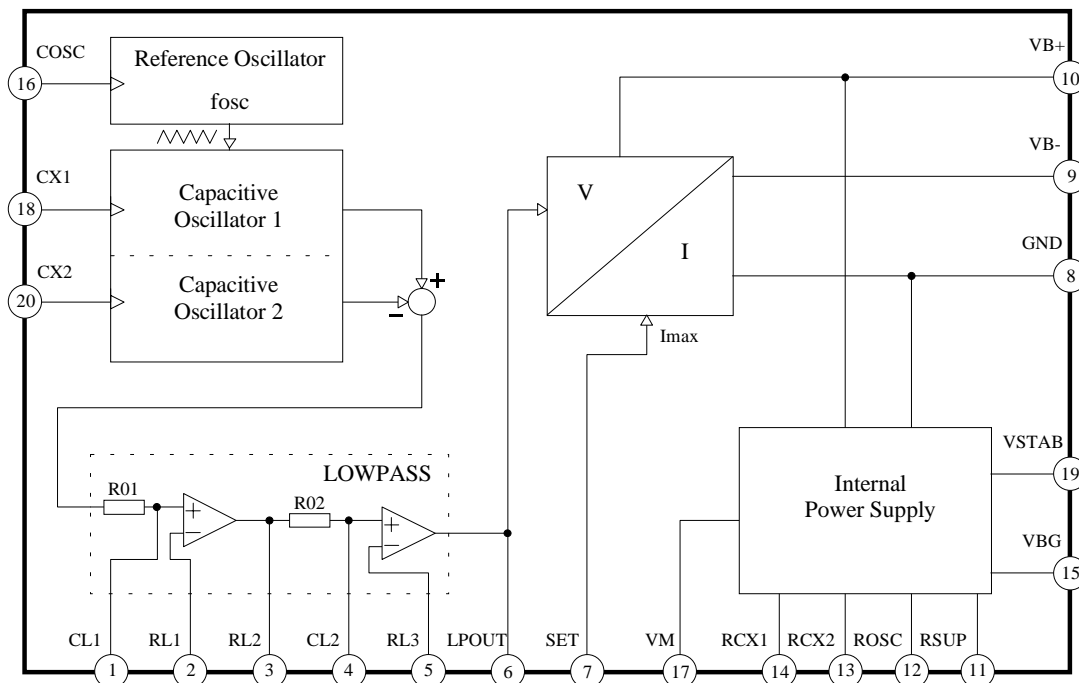 COSC
16
Reference Oscillator
fosc
VB+
10
CX1
18
Capacitive
Oscillator 1
CX2
20
Capacitive
Oscillator 2
+
−
V
I
Imax
VB-
9
GND
8
LOWPASS
R01
+
−
R02
+
−
Internal
Power Supply
VSTAB
19
VBG
15
CL1
RL1
RL2
CL2
RL3
LPOUT
SET
VM
RCX1
RCX2
ROSC
RSUP
1
2
3
4
5
6
7
17
14
13
12
11